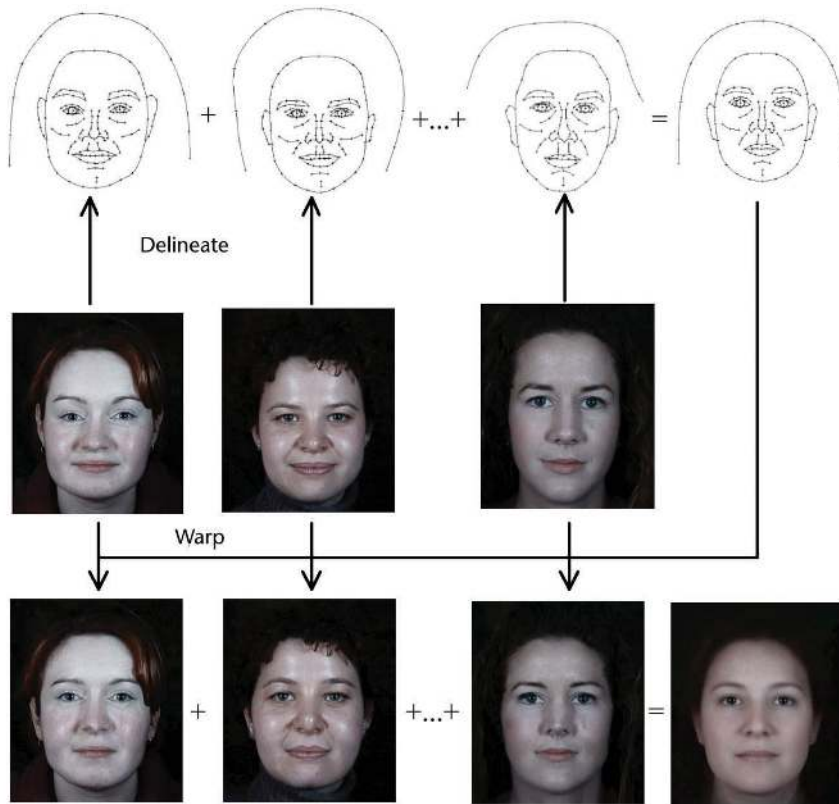 + +...+ =
Delineate
Warp
+ +...+ =